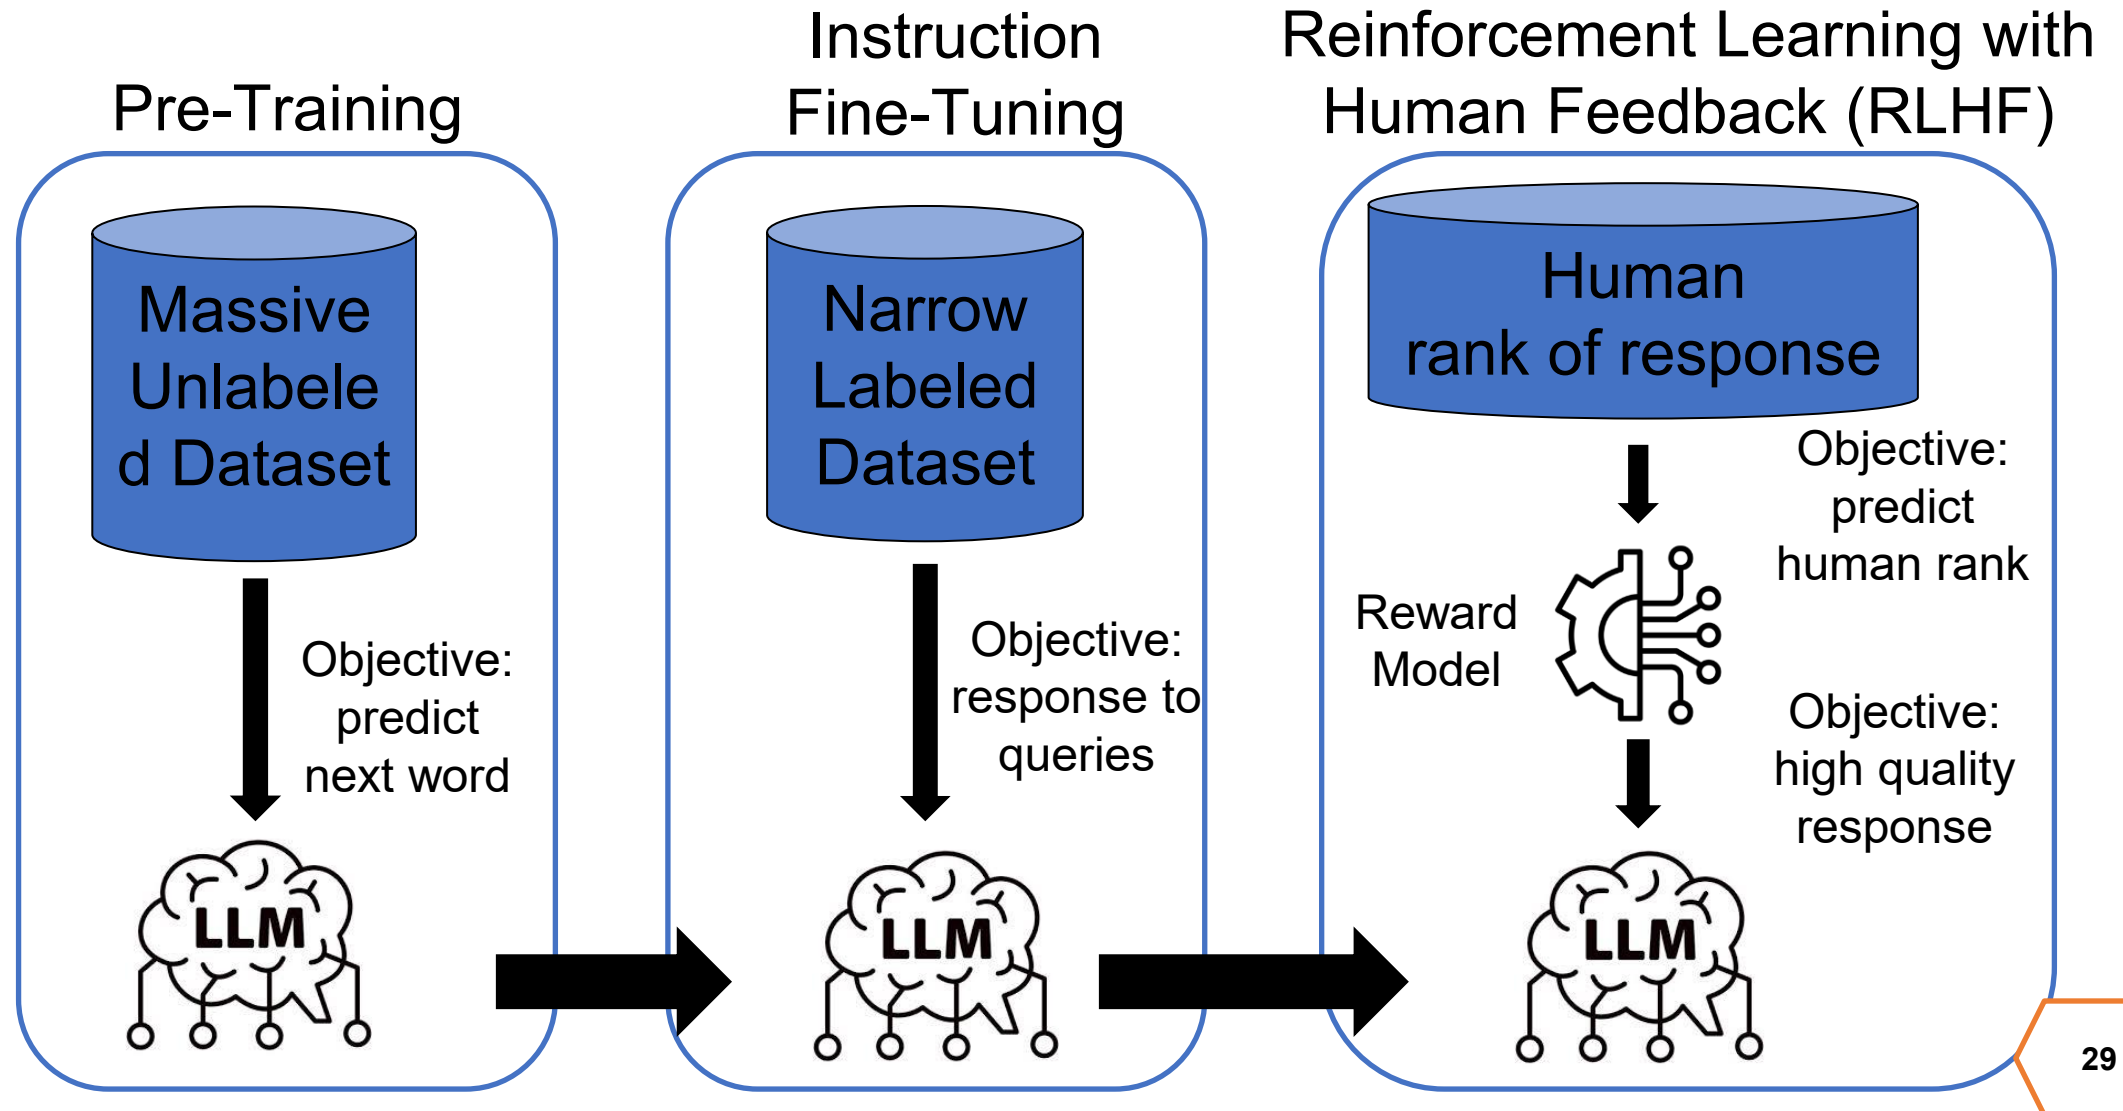 Pre-Training
Massive
Unlabele
d Dataset
Objective:
predict
next word
LLM
Instruction
Fine-Tuning
Narrow
Labeled
Dataset
Objective:
response to
queries
LLM
Reinforcement Learning with
Human Feedback (RLHF)
Human
rank of response
Objective:
predict
human rank
Reward
Model
Objective:
high quality
response
LLM
29